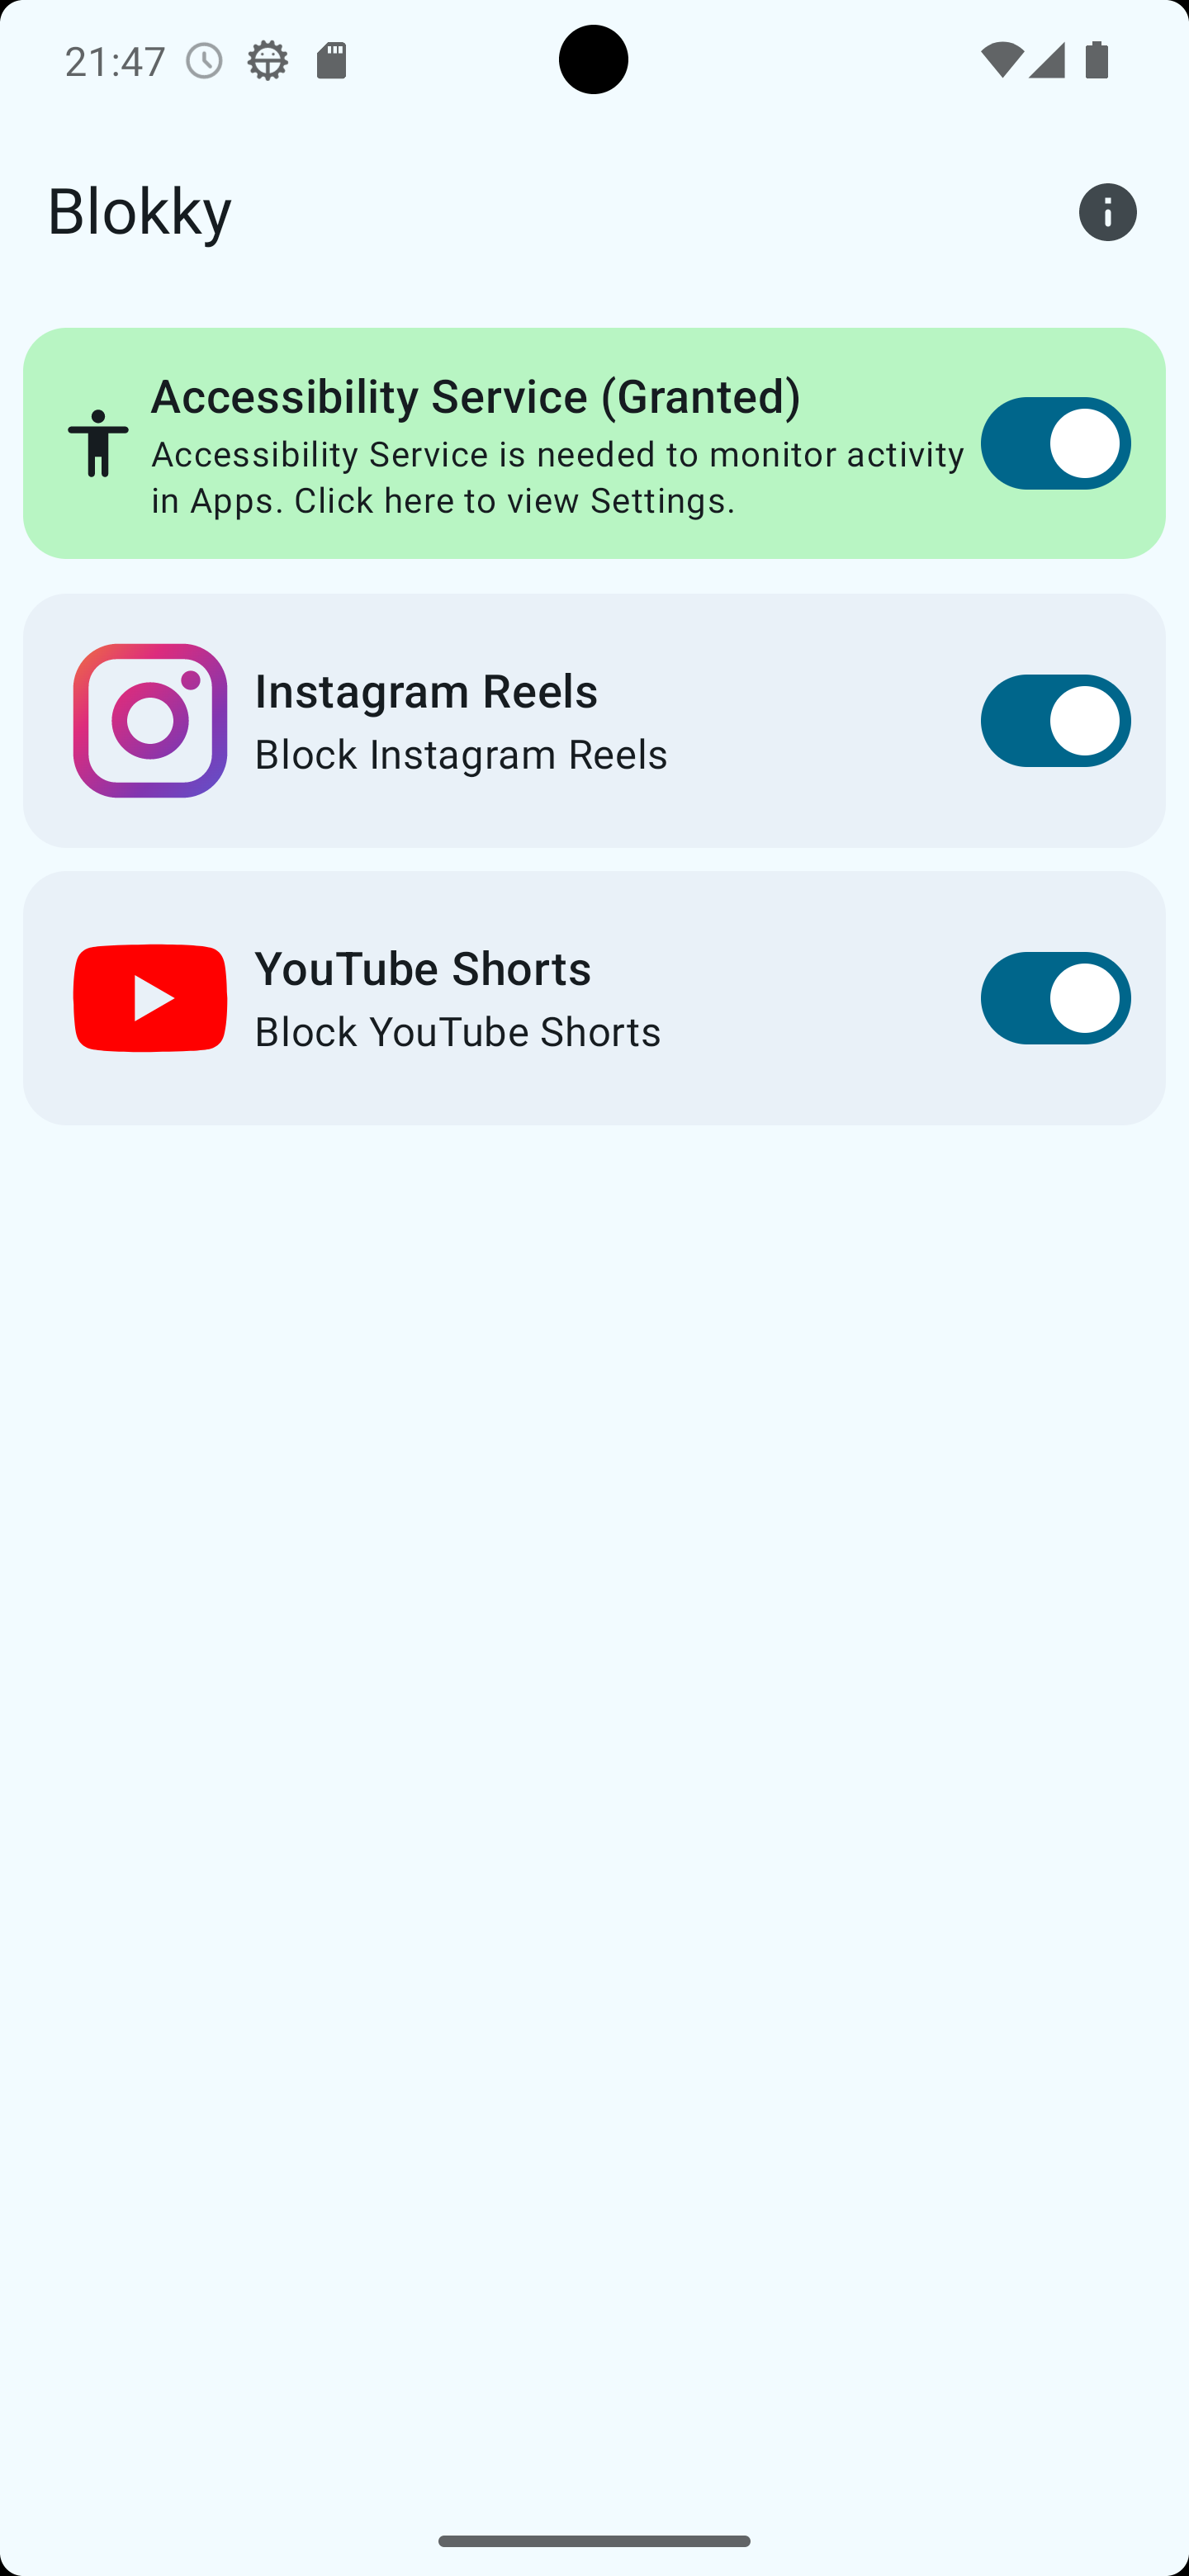 21:47
Blokky
Accessibility Service (Granted)
Accessibility Service is needed to monitor activity
in Apps. Click here to view Settings.
Instagram Reels
Block Instagram Reels
YouTube Shorts
Block YouTube Shorts